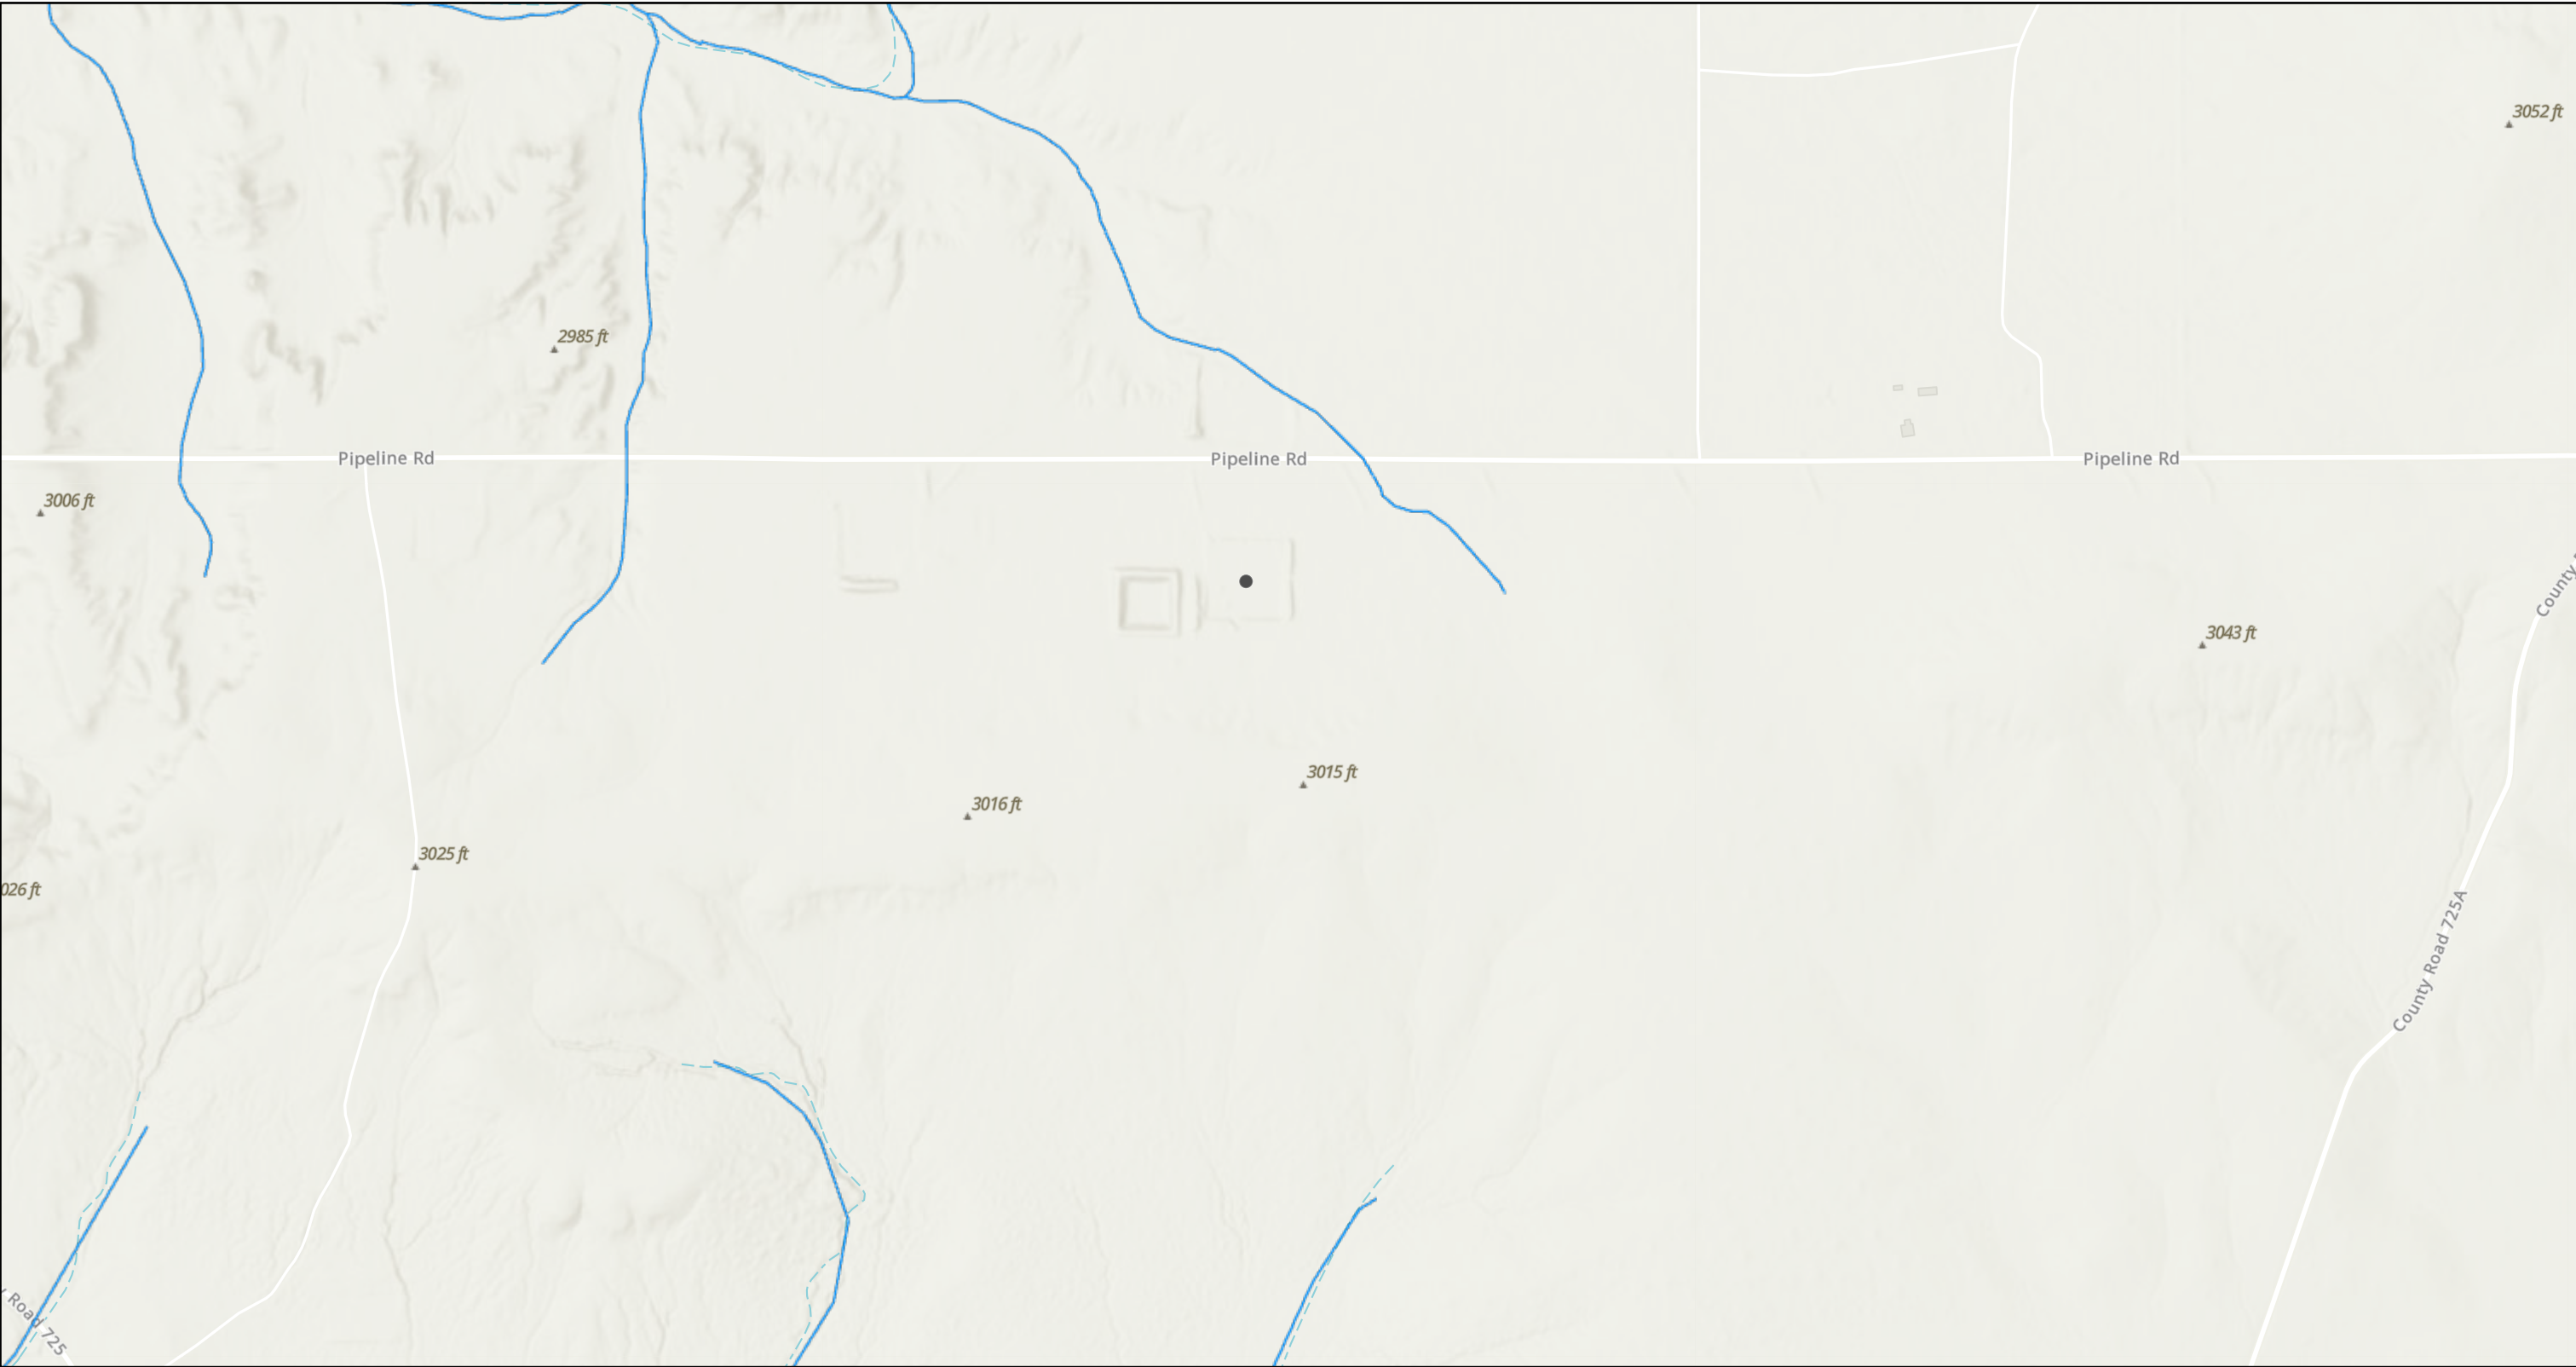 3052 ft
2985 ft
Pipeline Rd
Pipeline Rd
Pipeline Rd
3006 ft
County
3043 ft
3015 ft
3016 ft
3025 ft
026 ft
County Road 725A
Road 725